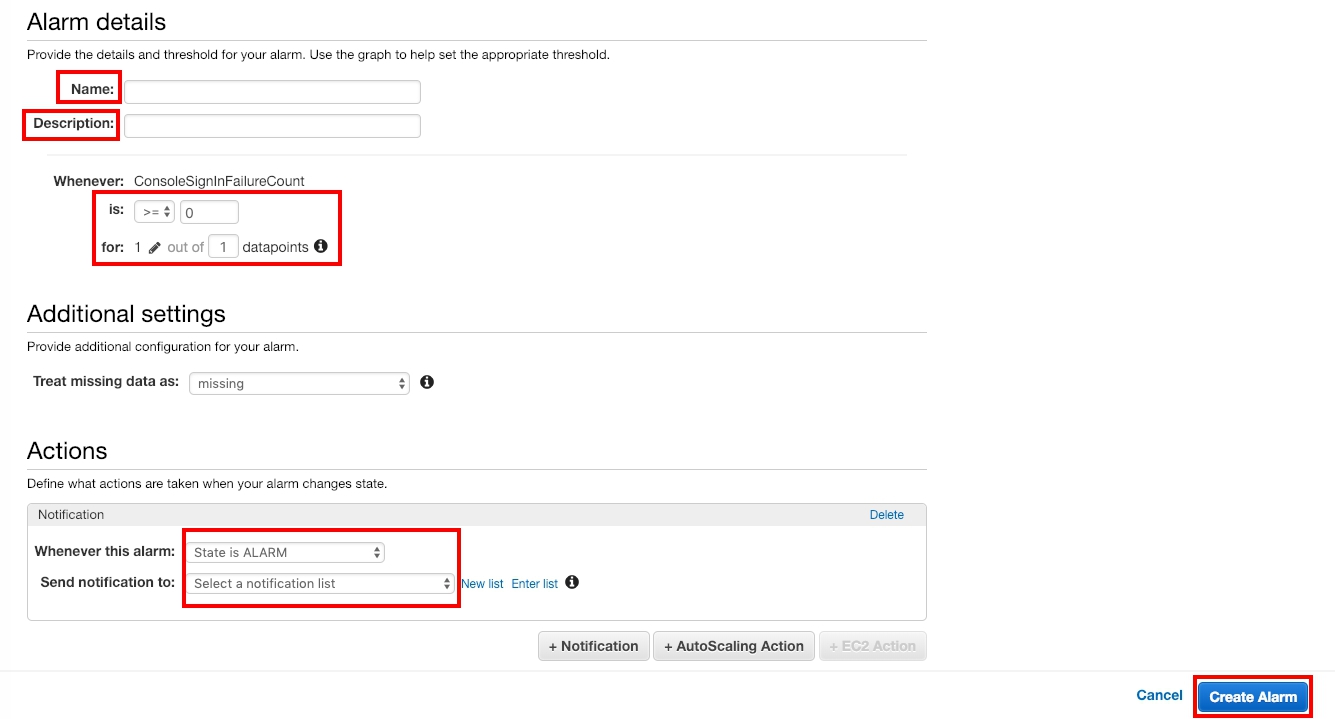 Alarm details
Provide the details and threshold for your alarm. Use the graph to help set the appropriate threshold.
Name:
Description:
Whenever: ConsoleSignInFailureCount
is: >= 0
for: 1 out of 1 datapoints
Additional settings
Provide additional configuration for your alarm.
Treat missing data as: missing
Actions
Define what actions are taken when your alarm changes state.
Notification Delete
Whenever this alarm: State is ALARM
Send notification to: Select a notification list New list Enter list
+ Notification + AutoScaling Action + EC2 Action
Cancel Create Alarm